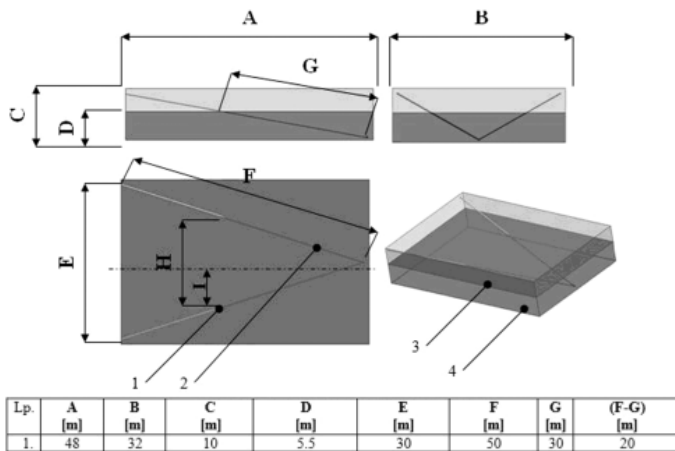 A
B
G
C
D
F
E
H
I
3
1
2
4
Lp. A [m] B [m] C [m] D [m] E [m] F [m] G [m] (F-G) [m]
1. 48 32 10 5.5 30 50 30 20